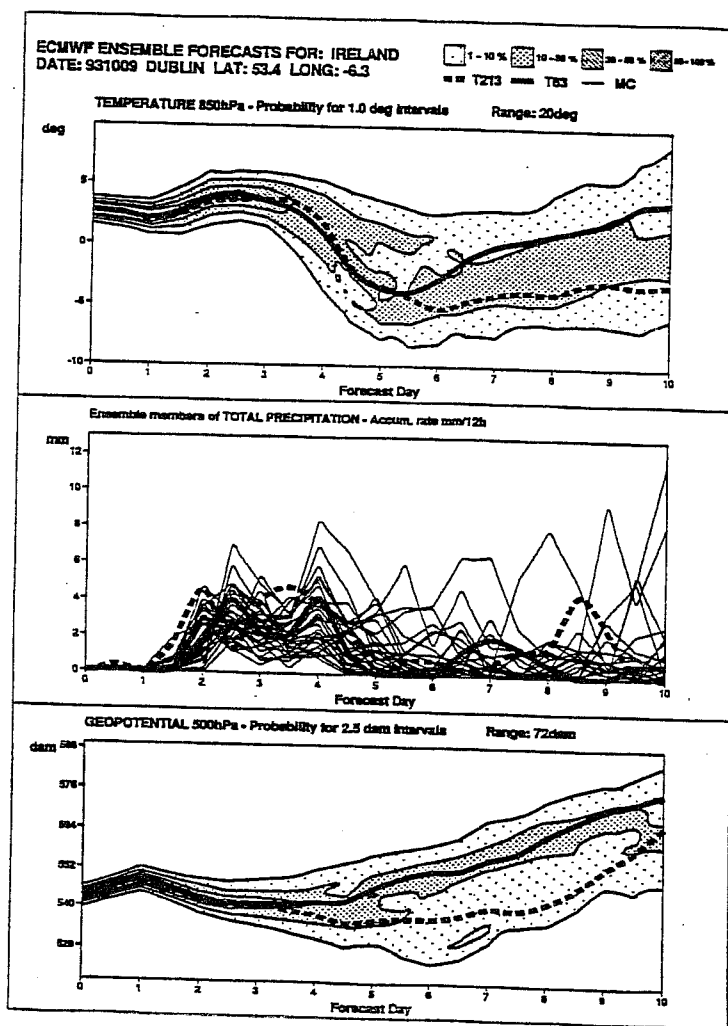 ECMWF ENSEMBLE FORECASTS FOR: IRELAND
DATE: 931009 DUBLIN LAT: 53.4 LONG: -6.3
1 - 10 %
T213 T63 MC
TEMPERATURE 850hPa - Probability for 1.0 deg intervals Range: 20deg
deg
5
0
-5
-10
0 1 2 3 4 5 6 7 8 9 10
Forecast Day
Ensemble members of TOTAL PRECIPITATION - Accum. rate mm/12h
mm
12
10
8
6
4
2
0
0 1 2 3 4 5 6 7 8 9 10
Forecast Day
GEOPOTENTIAL 500hPa - Probability for 2.5 dam intervals Range: 72dam
dam
576
552
540
0 1 2 3 4 5 6 7 8 9 10
Forecast Day